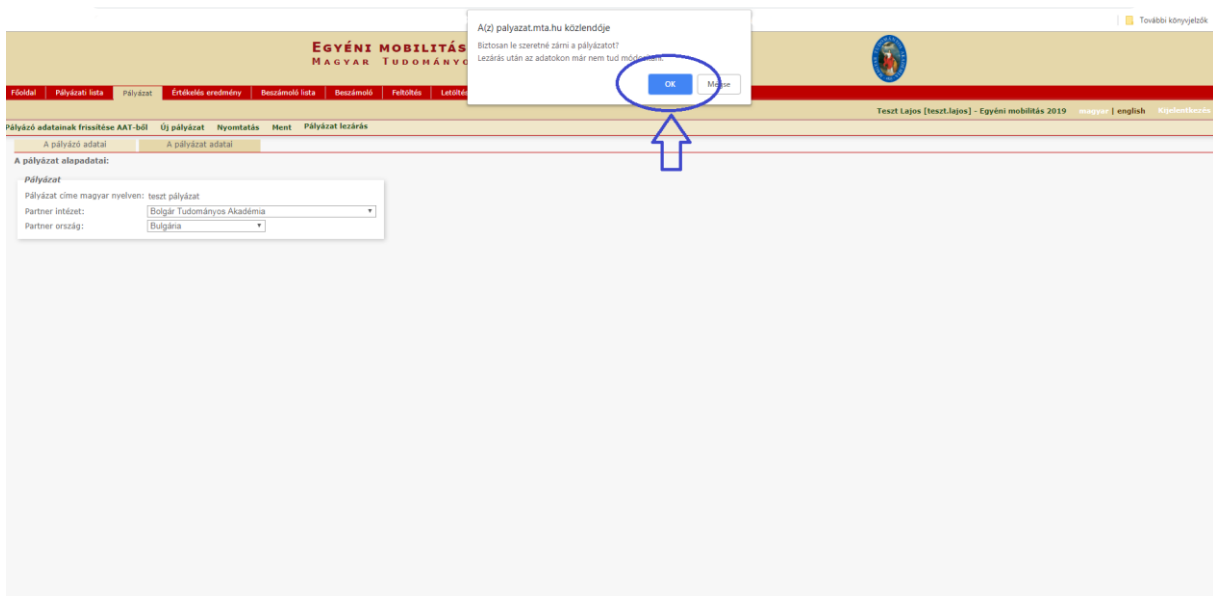 További könyvjelzők
A(z) palyazat.mta.hu közlendője
Biztosan le szeretné zárni a pályázatot?
Lezárás után az adatokon már nem tud módosítani.
OK
Mégse
EGYÉNI MOBILITÁS
MAGYAR TUDOMÁNYO
Főoldal Pályázati lista Pályázat Értékelés eredmény Beszámoló lista Beszámoló Feltöltés Letöltés
Teszt Lajos [teszt.lajos] - Egyéni mobilitás 2019 magyar | english Kijelentkezés
Pályázó adatainak frissítése AAT-ből Új pályázat Nyomtatás Ment Pályázat lezárás
A pályázó adatai A pályázat adatai
A pályázat alapadatai:
Pályázat
Pályázat címe magyar nyelven: teszt pályázat
Partner intézet: Bolgár Tudományos Akadémia
Partner ország: Bulgária